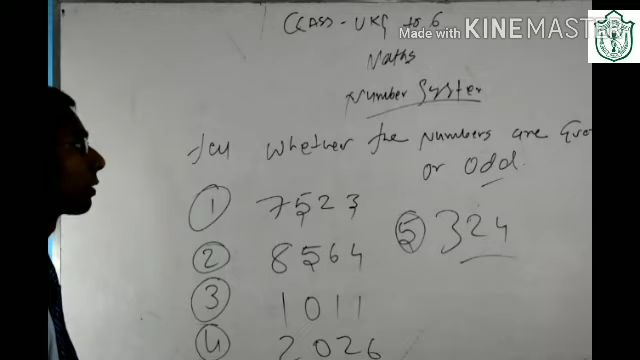 CLASS - UKG to 6
Made with KINEMASTER
Maths
Number System
Tell whether the numbers are Even
or Odd.
① 7523
⑤ 324
② 8564
③ 1011
④ 2026